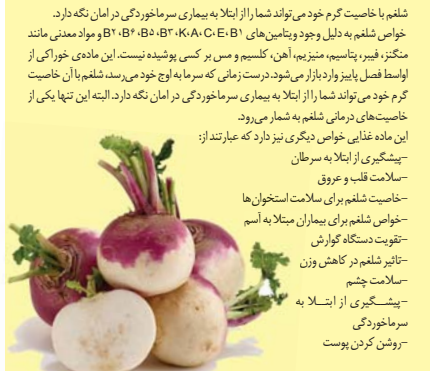 شلغم با خاصیت گرم خود می‌تواند شما را از ابتلا به بیماری سرماخوردگی در امان نگه دارد.
خواص شلغم به دلیل وجود ویتامین‌های B۲،B۶،B۵،B۳،K،A،C،E،B۱ و مواد معدنی مانند
منگنز، فیبر، پتاسیم، منیزیم، آهن، کلسیم و مس بر کسی پوشیده نیست. این ماده‌ی خوراکی از
اواسط فصل پاییز وارد بازار می‌شود. درست زمانی که سرما به اوج خود می‌رسد، شلغم با آن خاصیت
گرم خود می‌تواند شما را از ابتلا به بیماری سرماخوردگی در امان نگه دارد. البته این تنها یکی از
خاصیت‌های درمانی شلغم به شمار می‌رود.
این ماده غذایی خواص دیگری نیز دارد که عبارتند از:
-پیشگیری از ابتلا به سرطان
-سلامت قلب و عروق
-خاصیت شلغم برای سلامت استخوان‌ها
-خواص شلغم برای بیماران مبتلا به آسم
-تقویت دستگاه گوارش
-تاثیر شلغم در کاهش وزن
-سلامت چشم
-پیشـــگیری از ابتـــلا به
سرماخوردگی
-روشن کردن پوست